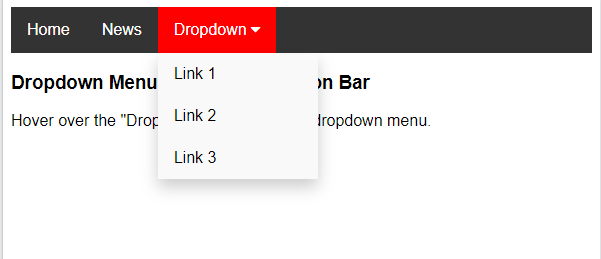 Home News Dropdown
Link 1
Dropdown Menu on Bar
Link 2
Hover over the "Drop dropdown menu.
Link 3